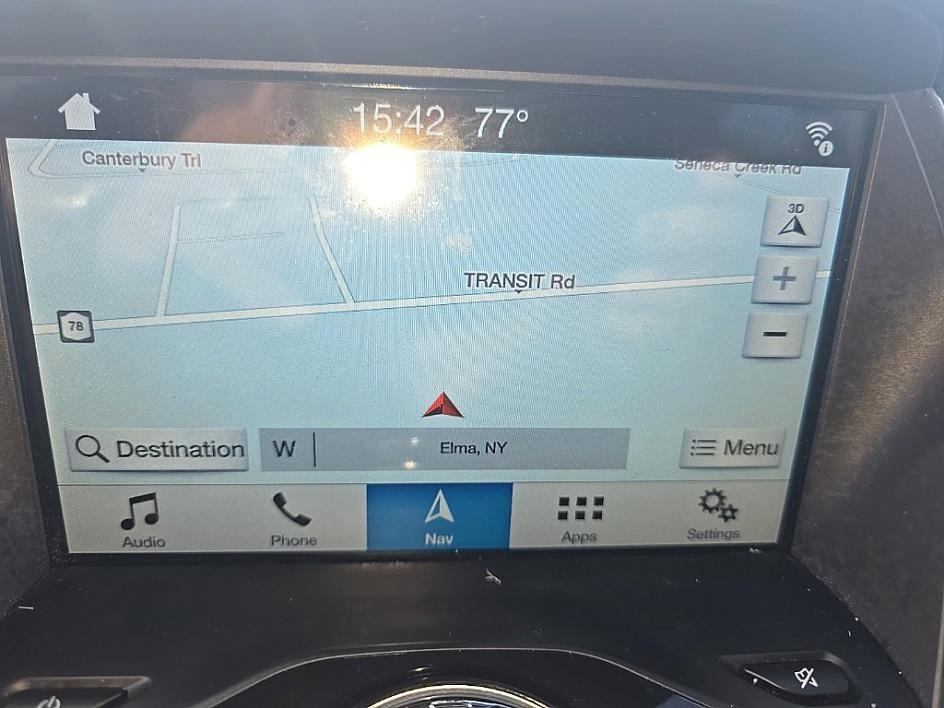 15:42 77°
Canterbury Trl
Seneca Creek Rd
3D
TRANSIT Rd
78
Destination
W
Elma, NY
Menu
Audio
Phone
Nav
Apps
Settings